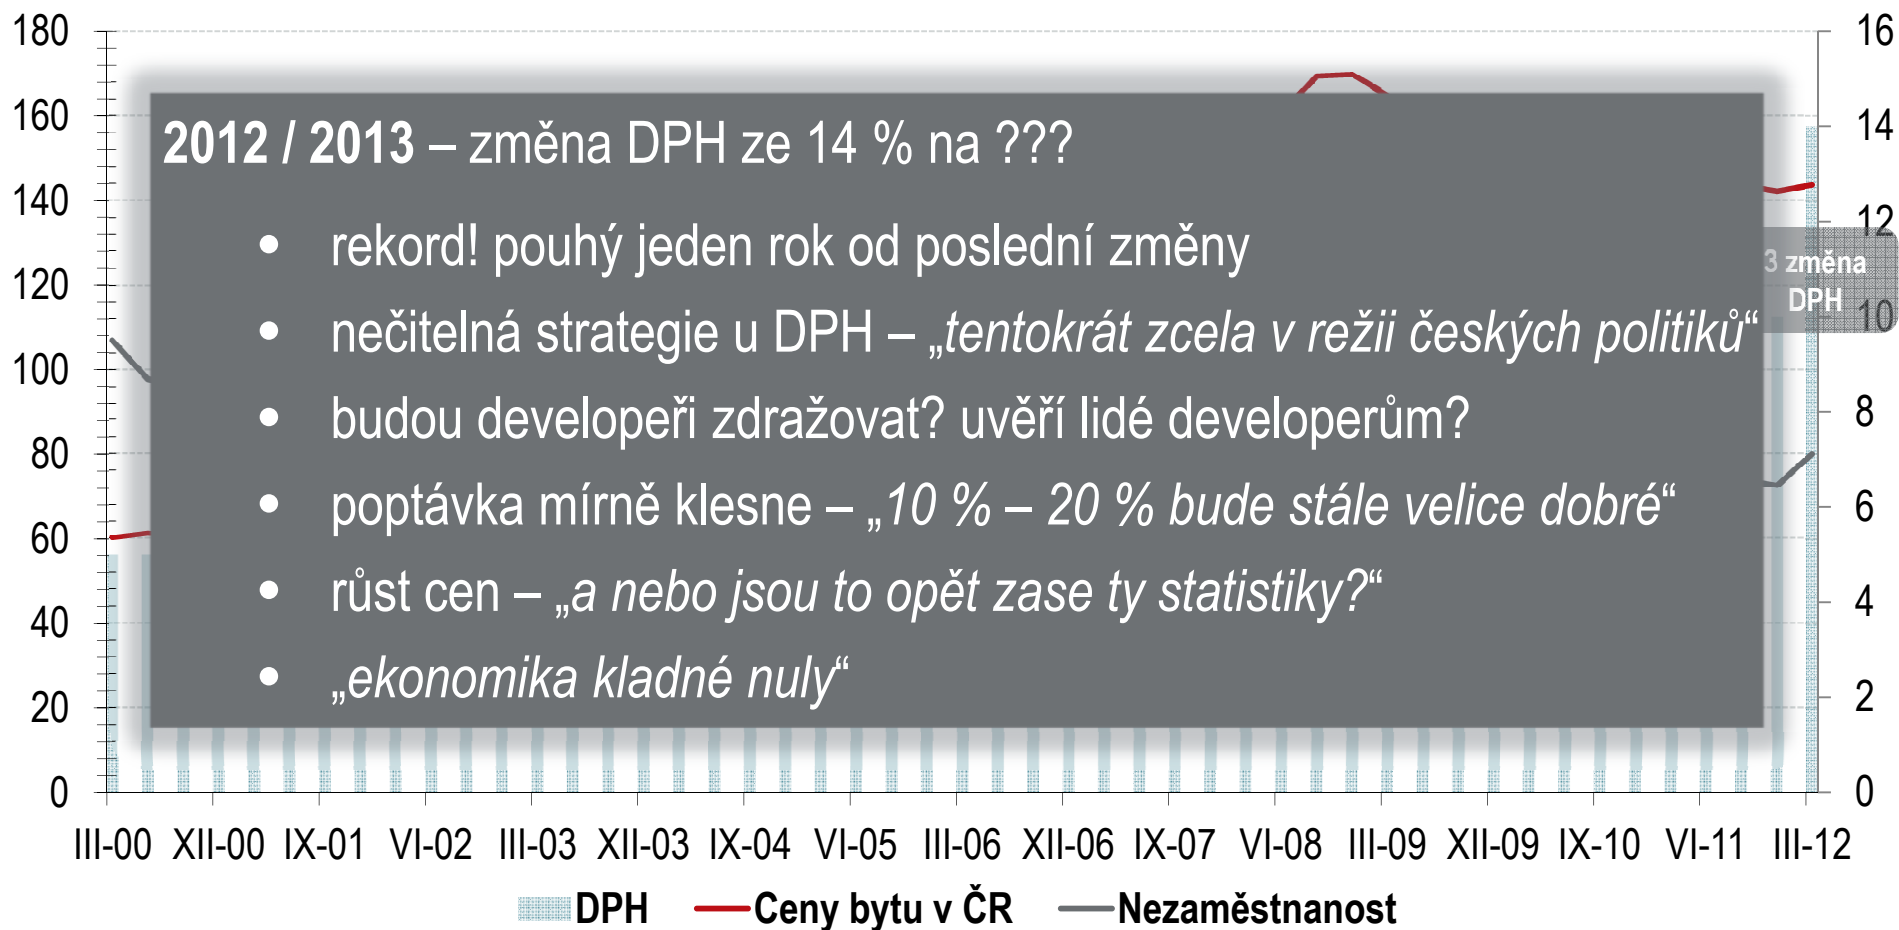 180
160
140
120
100
80
60
40
20
0
16
14
12
10
8
6
4
2
0
2012 / 2013 – změna DPH ze 14 % na ???
• rekord! pouhý jeden rok od poslední změny
• nečitelná strategie u DPH – „tentokrát zcela v režii českých politiků“
• budou developeři zdražovat? uvěří lidé developerům?
• poptávka mírně klesne – „10 % – 20 % bude stále velice dobré“
• růst cen – „a nebo jsou to opět zase ty statistiky?“
• „ekonomika kladné nuly“
3 změna
DPH
III-00 XII-00 IX-01 VI-02 III-03 XII-03 IX-04 VI-05 III-06 XII-06 IX-07 VI-08 III-09 XII-09 IX-10 VI-11 III-12
DPH Ceny bytu v ČR Nezaměstnanost